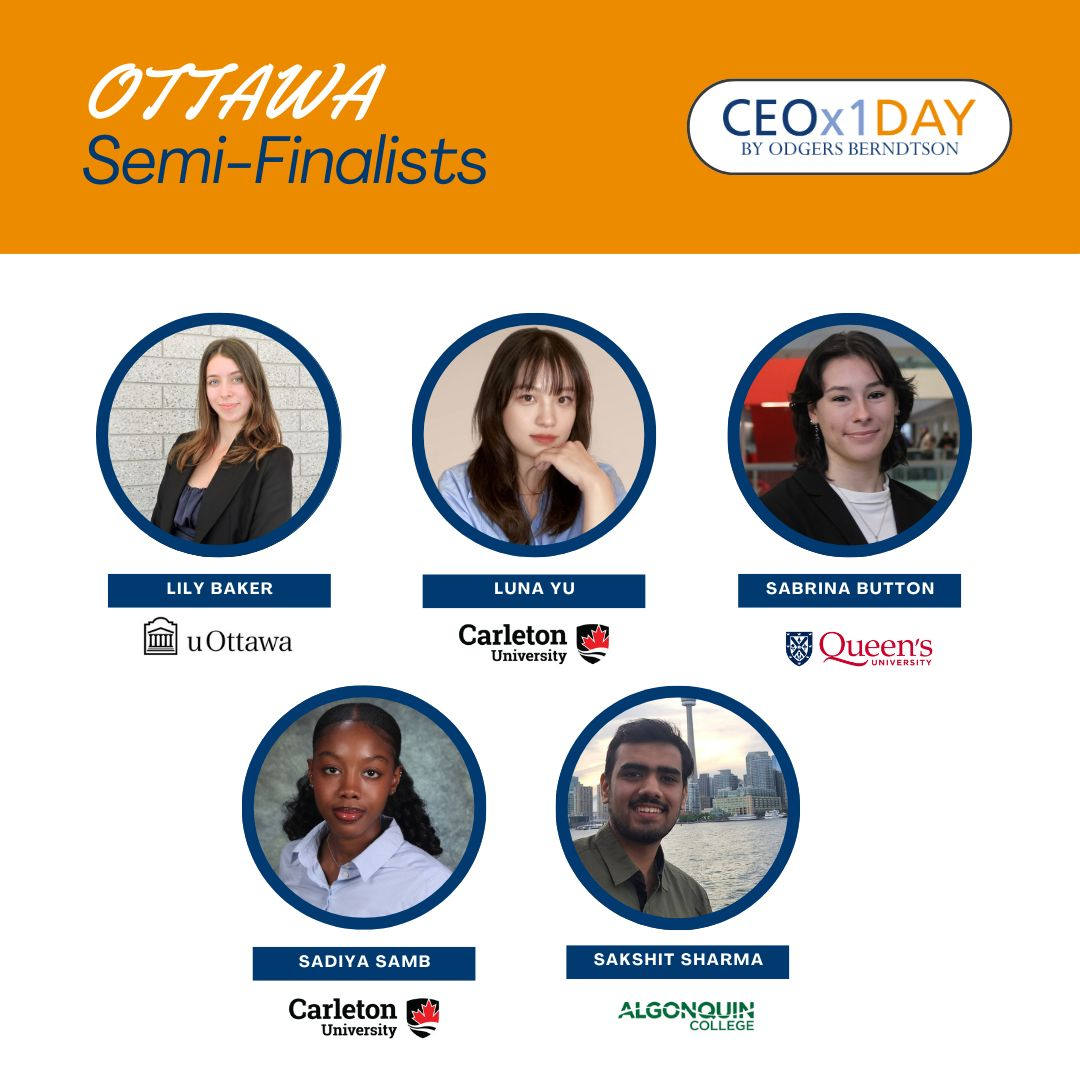 OTTAWA
Semi-Finalists
CEOx1DAY
BY ODGERS BERNDTSON
LILY BAKER
uOttawa
LUNA YU
Carleton
University
SABRINA BUTTON
Queen's
UNIVERSITY
SADIYA SAMB
Carleton
University
SAKSHIT SHARMA
ALGONQUIN
COLLEGE